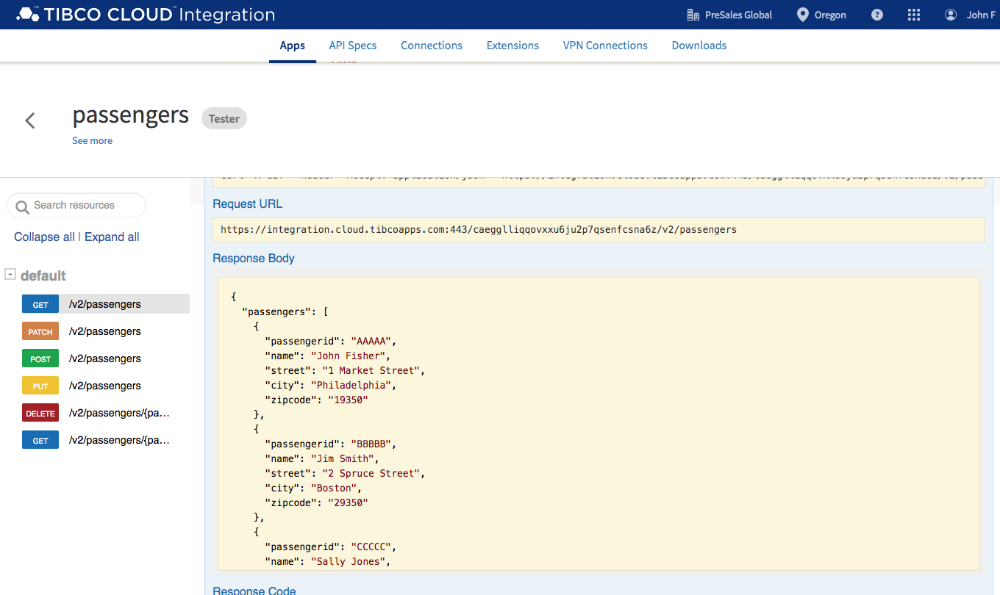 TIBCO CLOUD™ Integration
PreSales Global
Oregon
?
John F
Apps
API Specs
Connections
Extensions
VPN Connections
Downloads
passengers
Tester
See more
Search resources
Collapse all | Expand all
- default
GET /v2/passengers
PATCH /v2/passengers
POST /v2/passengers
PUT /v2/passengers
DELETE /v2/passengers/{pa...
GET /v2/passengers/{pa...
Request URL
https://integration.cloud.tibcoapps.com:443/caegglliqqovxxu6ju2p7qsenfcsna6z/v2/passengers
Response Body
{
"passengers": [
{
"passengerid": "AAAAA",
"name": "John Fisher",
"street": "1 Market Street",
"city": "Philadelphia",
"zipcode": "19350"
},
{
"passengerid": "BBBBB",
"name": "Jim Smith",
"street": "2 Spruce Street",
"city": "Boston",
"zipcode": "29350"
},
{
"passengerid": "CCCCC",
"name": "Sally Jones",
Response Code